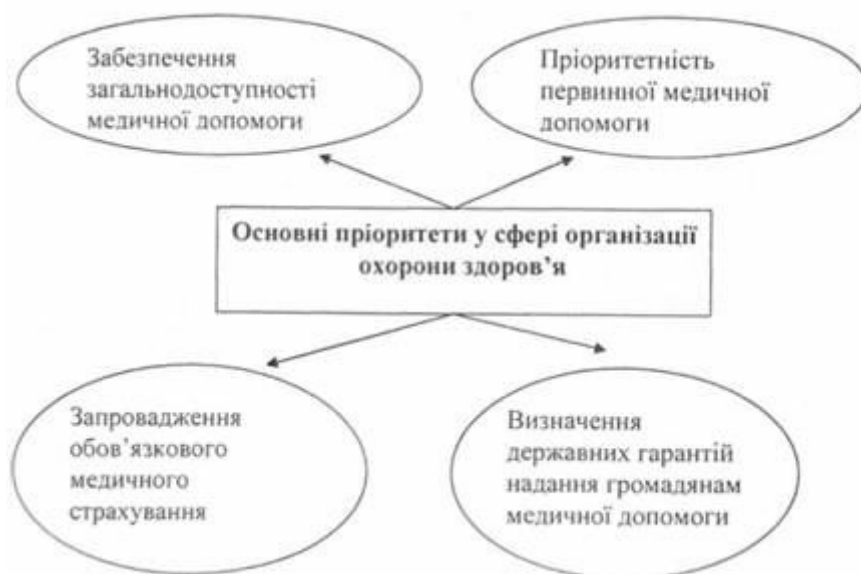 Забезпечення
загальнодоступності
медичної допомоги
Пріоритетність
первинної медичної
допомоги
Основні пріоритети у сфері організації
охорони здоров’я
Запровадження
обов’язкового
медичного
страхування
Визначення
державних гарантій
надання громадянам
медичної допомоги